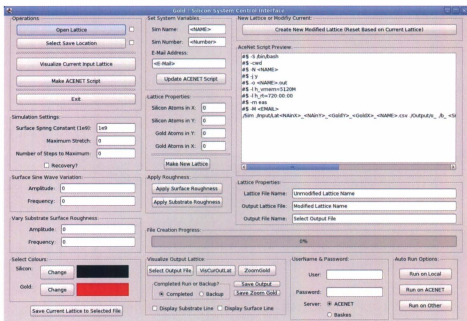 Gold - Silicon System Control Interface
Operations:
Open Lattice
Select Save Location
Visualize Current Input Lattice
Make ACENET Script
Exit
Set System Variables
Sim Name: <NAME>
Sim Number: <Number>
E-Mail Address:
<E-Mail>
Update ACENET Script
New Lattice or Modify Current:
Create New Modified Lattice (Reset Based on Current Lattice)
AceNet Script Preview:
#$ -S /bin/bash
#$ -cwd
#$ -N <NAME>
#$ -j y
#$ -o <NAME>.out
#$ -l h_vmem=5120M
#$ -l h_rt=720:00:00
#$ -m eas
#$ -M <EMAIL>
Simulation Settings:
Surface Spring Constant (1e9): 1e9
Maximum Stretch: 0
Number of Steps to Maximum: 0
Recovery?
Lattice Properties:
Silicon Atoms in X: 0
Silicon Atoms in Y: 0
Gold Atoms in Y: 0
Gold Atoms in X: 0
Make New Lattice
Surface Sine Wave Variation:
Amplitude: 0
Frequency: 0
Apply Roughness:
Apply Surface Roughness
Apply Substrate Roughness
Lattice Properties:
Lattice File Name: Unmodified Lattice Name
Output Lattice File: Modified Lattice Name
Output File Name: Select Output File
Vary Substrate Surface Roughness:
Amplitude: 0
Frequency: 0
File Creation Progress:
0%
Select Colours:
Silicon: Change
Gold: Change
Save Current Lattice to Selected File
Visualize Output Lattice:
Select Output File
VisCurOutLat
ZoomGold
Completed Run or Backup?
Completed
Backup
Save Output
Save Zoom Gold
Display Substrate Line
Display Surface Line
UserName & Password:
User:
Password:
Server: ACENET
Baskes
Auto Run Options:
Run on Local
Run on ACENET
Run on Other